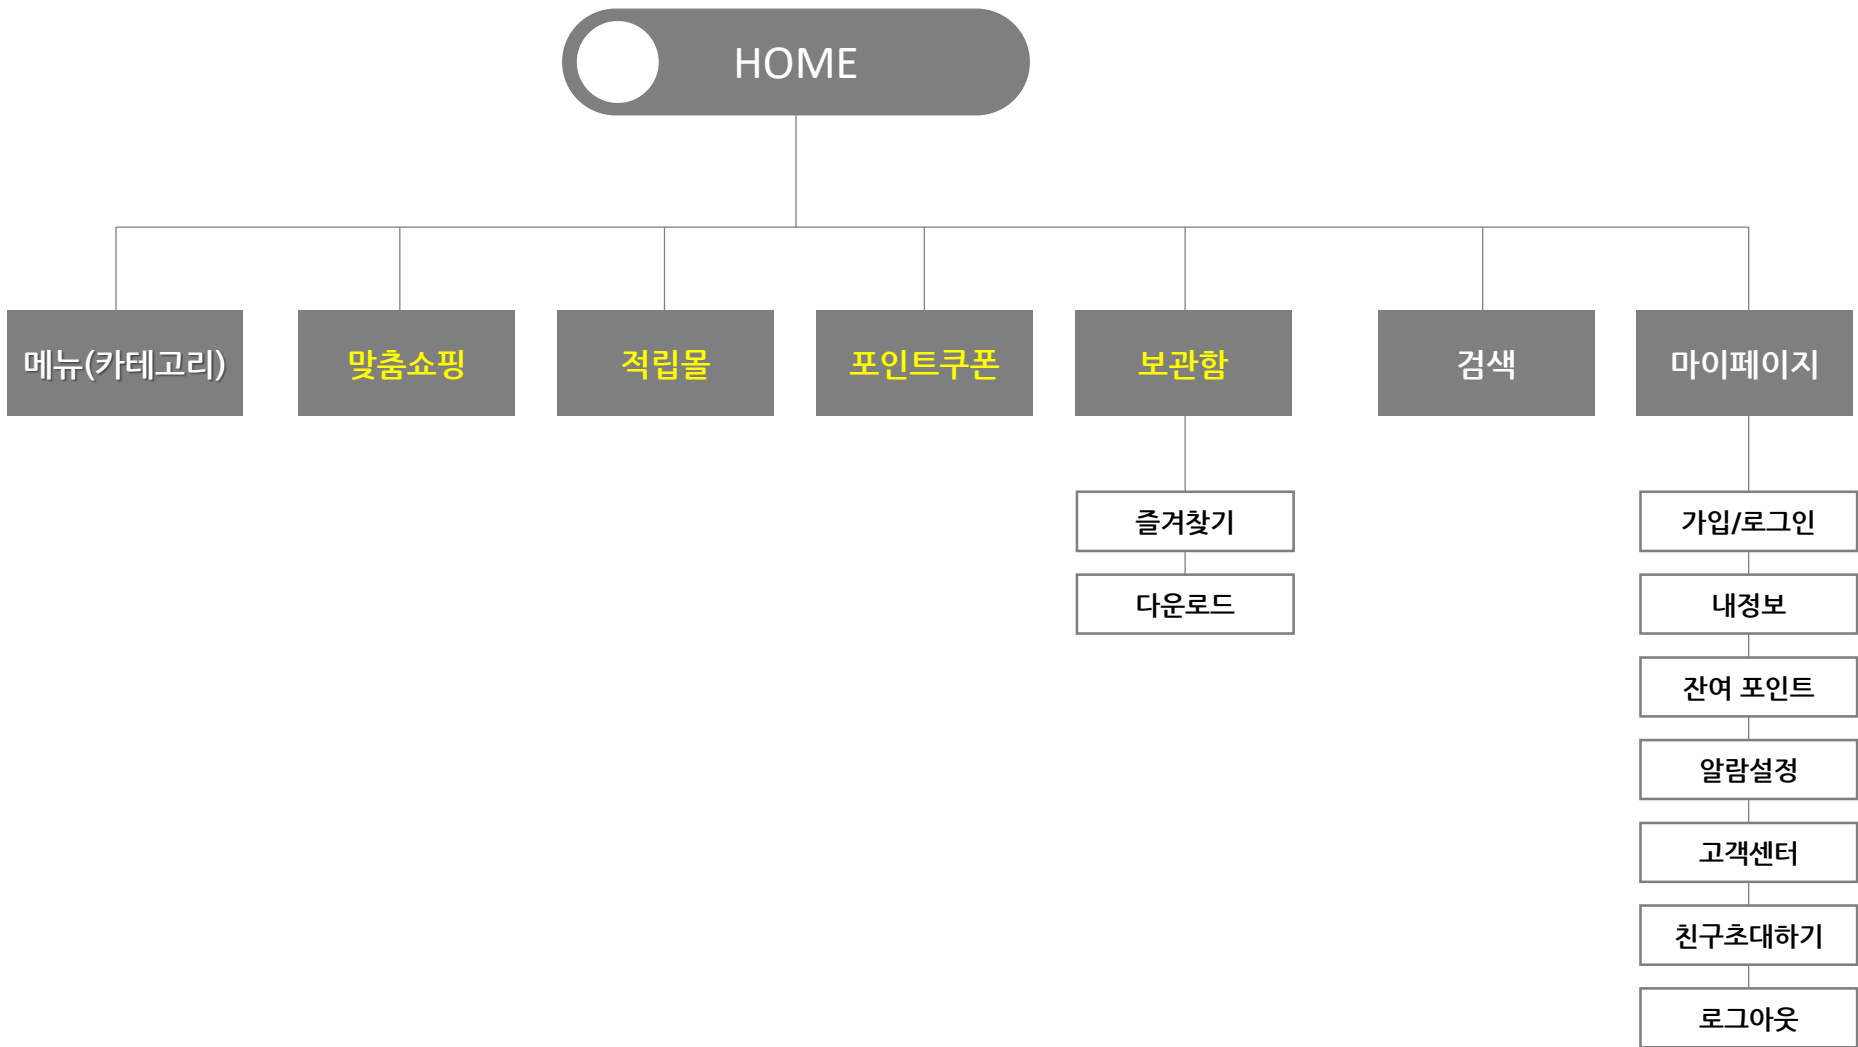 HOME
메뉴(카테고리)
맞춤쇼핑
적립몰
포인트쿠폰
보관함
검색
마이페이지
즐겨찾기
다운로드
가입/로그인
내정보
잔여 포인트
알람설정
고객센터
친구초대하기
로그아웃